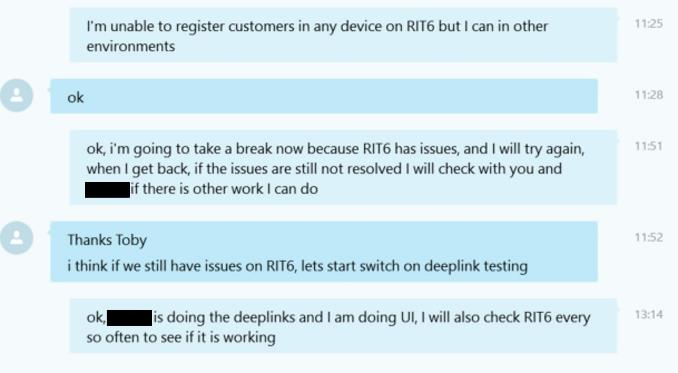 I'm unable to register customers in any device on RIT6 but I can in other
11:25
environments
ok
11:28
ok, i'm going to take a break now because RIT6 has issues, and I will try again,
11:51
when I get back, if the issues are still not resolved I will check with you and
if there is other work I can do
Thanks Toby
11:52
i think if we still have issues on RIT6, lets start switch on deeplink testing
ok, is doing the deeplinks and I am doing UI, I will also check RIT6 every
13:14
so often to see if it is working